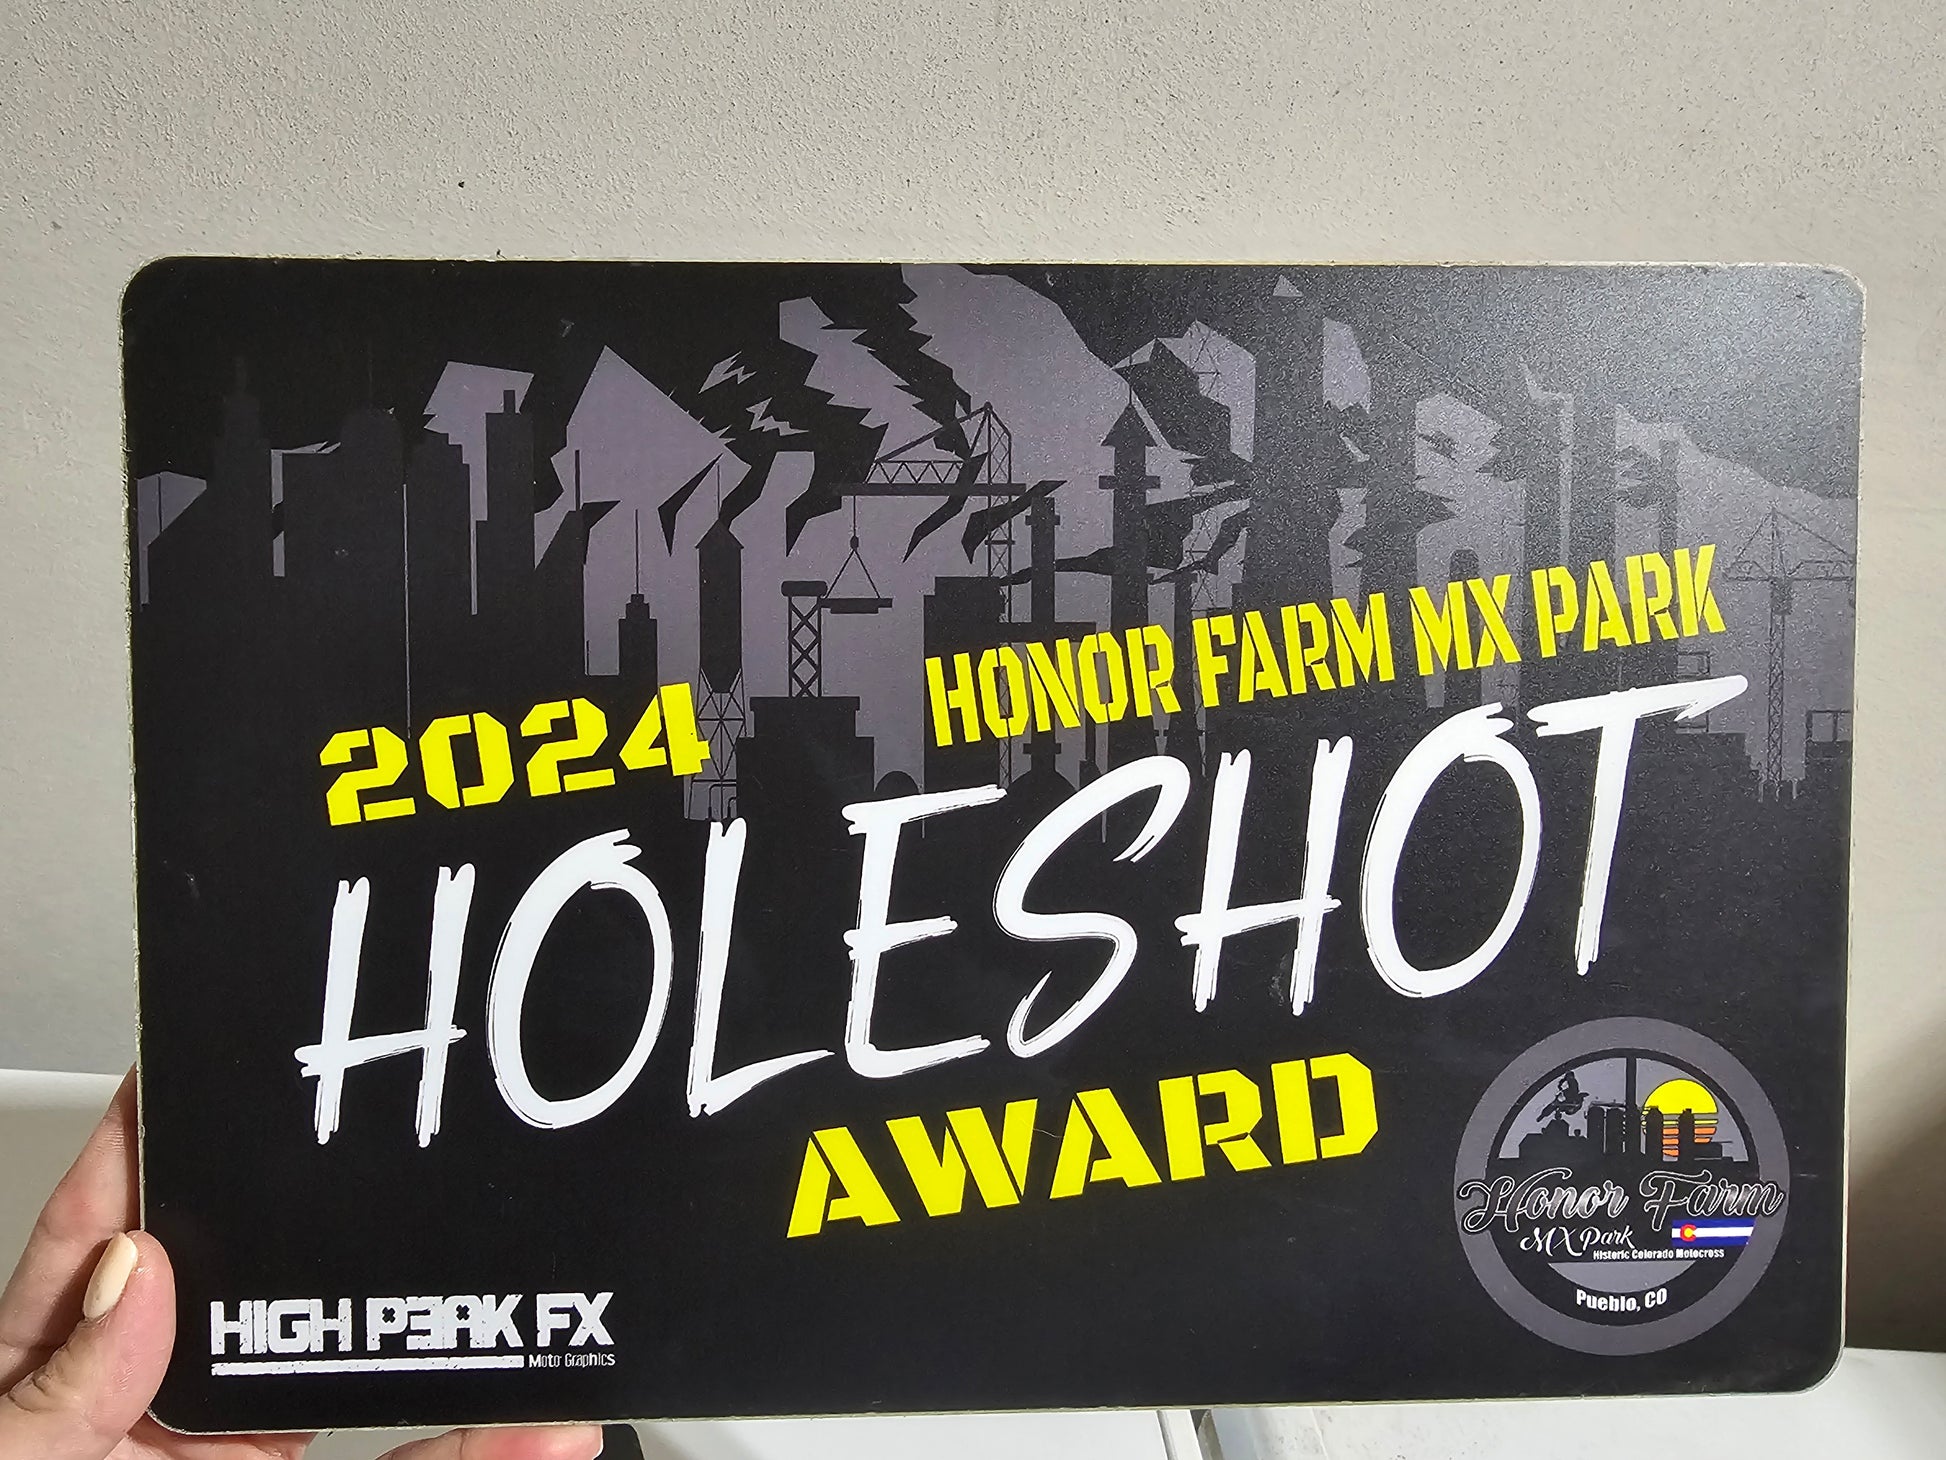 2024
HONOR FARM MX PARK
HOLESHOT
AWARD
Honor Farm
MX Park
Historic Colorado Motocross
Pueblo, CO
HIGH PEAK FX
Moto Graphics